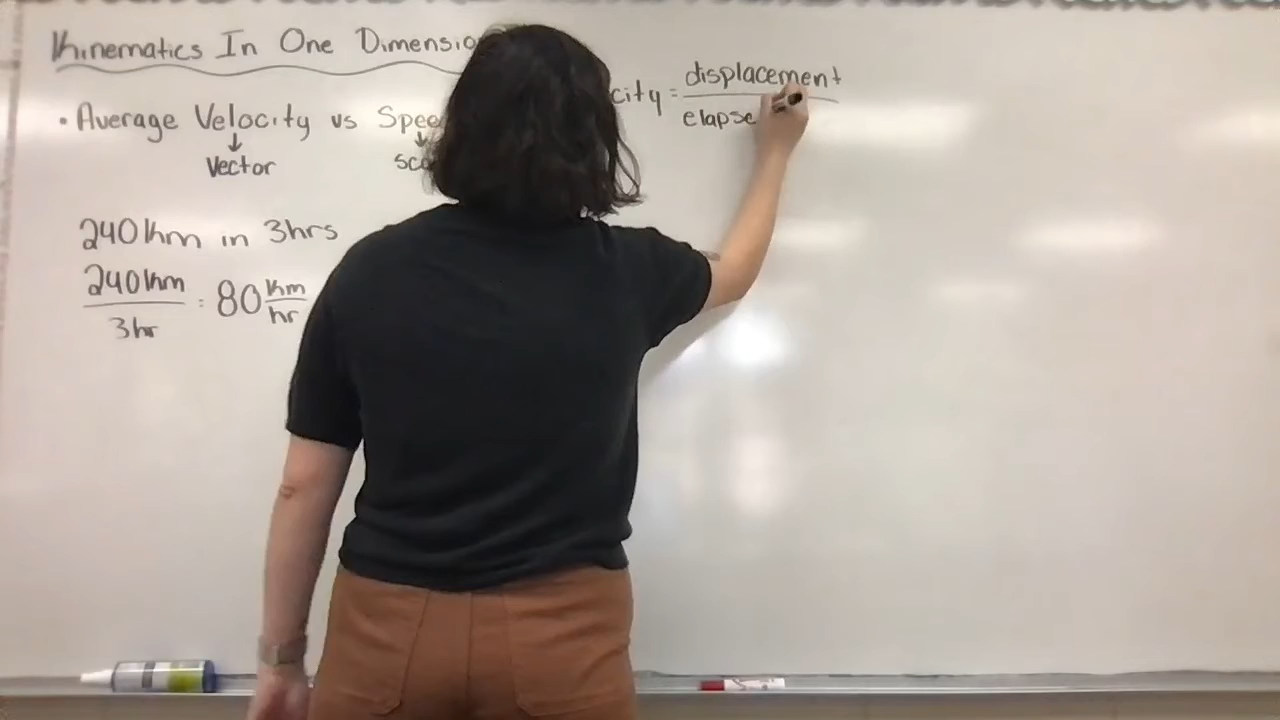 Kinematics In One Dimensio
• Average Velocity vs Spee
Vector
sca
240 km in 3hrs
240 km
3hr
= 80 km
hr
city = displacement
elapse